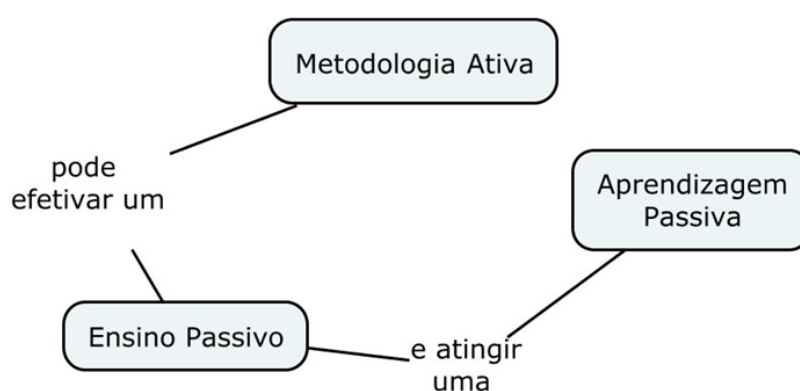 Metodologia Ativa
pode
efetivar um
Ensino Passivo
e atingir
uma
Aprendizagem
Passiva